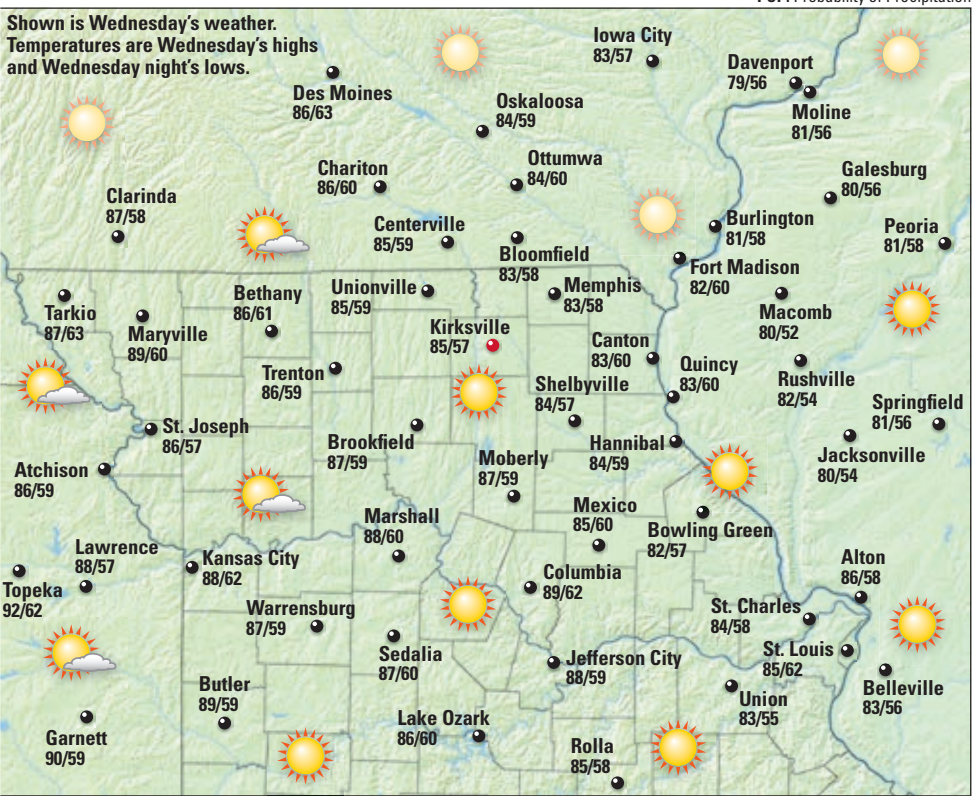 Shown is Wednesday's weather.
Temperatures are Wednesday's highs
and Wednesday night's lows.
Probability of Precipitation
Iowa City
83/57
Davenport
79/56
Des Moines
86/63
Moline
81/56
Oskaloosa
84/59
Ottumwa
84/60
Chariton
86/60
Galesburg
80/56
Clarinda
87/58
Centerville
85/59
Burlington
81/58
Peoria
81/58
Bloomfield
83/58
Fort Madison
82/60
Tarkio
87/63
Maryville
89/60
Bethany
86/61
Unionville
85/59
Memphis
83/58
Macomb
80/52
Kirksville
85/57
Canton
83/60
Quincy
83/60
Trenton
86/59
Shelbyville
84/57
Rushville
82/54
Springfield
81/56
St. Joseph
86/57
Brookfield
87/59
Hannibal
84/59
Jacksonville
80/54
Atchison
86/59
Moberly
87/59
Mexico
85/60
Bowling Green
82/57
Marshall
88/60
Lawrence
88/57
Kansas City
88/62
Alton
86/58
Topeka
92/62
Columbia
89/62
Warrensburg
87/59
St. Charles
84/58
Sedalia
87/60
Jefferson City
88/59
St. Louis
85/62
Butler
89/59
Union
83/55
Belleville
83/56
Garnett
90/59
Lake Ozark
86/60
Rolla
85/58